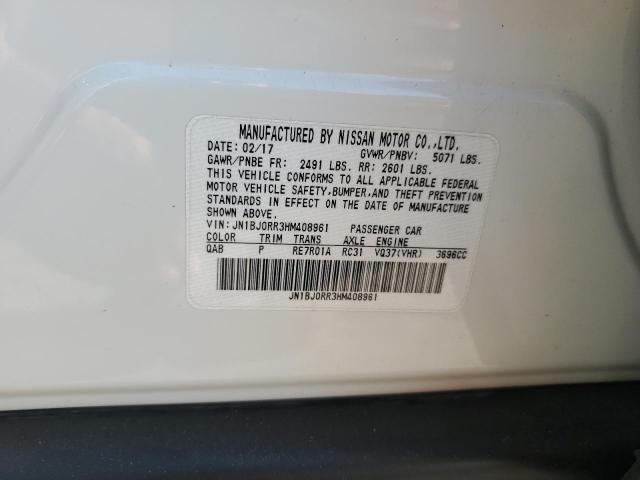 MANUFACTURED BY NISSAN MOTOR CO.,LTD.
DATE: 02/17 GVWR/PNBV: 5071 LBS.
GAWR/PNBE FR: 2491 LBS. RR: 2601 LBS.
THIS VEHICLE CONFORMS TO ALL APPLICABLE FEDERAL
MOTOR VEHICLE SAFETY,BUMPER,AND THEFT PREVENTION
STANDARDS IN EFFECT ON THE DATE OF MANUFACTURE
SHOWN ABOVE.
VIN: JN1BJ0RR3HM408961 PASSENGER CAR
COLOR TRIM TRANS AXLE ENGINE
QAB P RE7R01A RC31 VQ37(VHR) 3696CC
JN1BJ0RR3HM408961